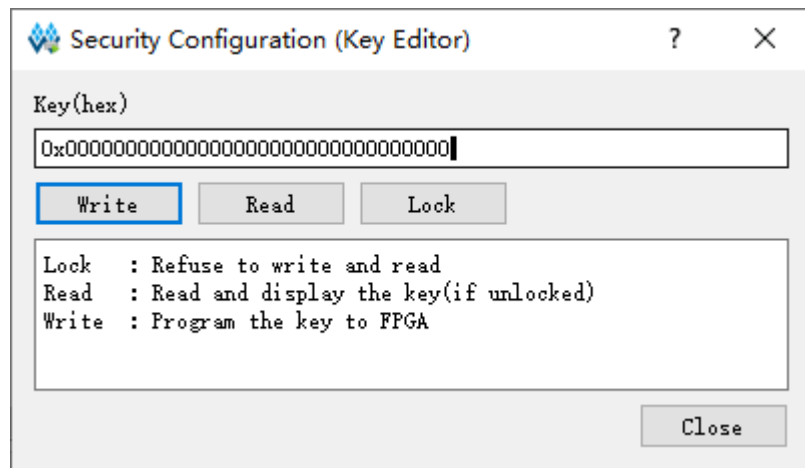 Security Configuration (Key Editor) ? ×
Key(hex)
0x00000000000000000000000000000000
Write Read Lock
Lock : Refuse to write and read
Read : Read and display the key(if unlocked)
Write : Program the key to FPGA
Close